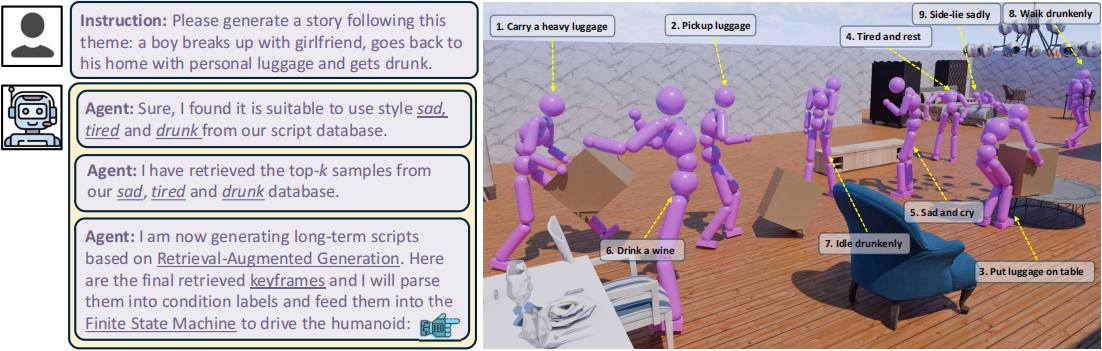 Instruction: Please generate a story following this
theme: a boy breaks up with girlfriend, goes back to
his home with personal luggage and gets drunk.
Agent: Sure, I found it is suitable to use style sad,
tired and drunk from our script database.
Agent: I have retrieved the top-k samples from
our sad, tired and drunk database.
Agent: I am now generating long-term scripts
based on Retrieval-Augmented Generation. Here
are the final retrieved keyframes and I will parse
them into condition labels and feed them into the
Finite State Machine to drive the humanoid:
1. Carry a heavy luggage
2. Pickup luggage
9. Side-lie sadly
8. Walk drunkenly
4. Tired and rest
5. Sad and cry
6. Drink a wine
7. Idle drunkenly
3. Put luggage on table